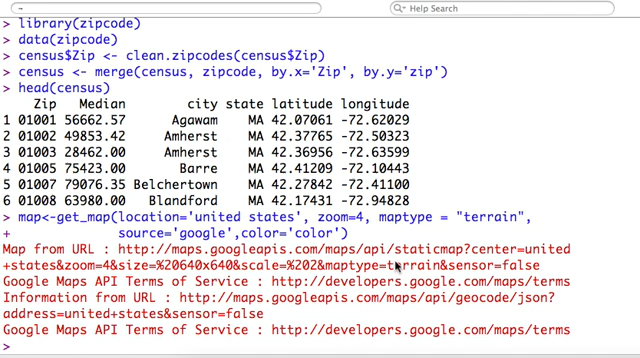 ~
Help Search
> library(zipcode)
> data(zipcode)
> census$Zip <- clean.zipcodes(census$Zip)
> census <- merge(census, zipcode, by.x='Zip', by.y='zip')
> head(census)
Zip Median city state latitude longitude
1 01001 56662.57 Agawam MA 42.07061 -72.62029
2 01002 49853.42 Amherst MA 42.37765 -72.50323
3 01003 28462.00 Amherst MA 42.36956 -72.63599
4 01005 75423.00 Barre MA 42.41209 -72.10443
5 01007 79076.35 Belchertown MA 42.27842 -72.41100
6 01008 63980.00 Blandford MA 42.17431 -72.94828
> map<-get_map(location='united states', zoom=4, maptype = "terrain",
+ source='google',color='color')
Map from URL : http://maps.googleapis.com/maps/api/staticmap?center=united
+states&zoom=4&size=%20640x640&scale=%202&maptype=terrain&sensor=false
Google Maps API Terms of Service : http://developers.google.com/maps/terms
Information from URL : http://maps.googleapis.com/maps/api/geocode/json?
address=united+states&sensor=false
Google Maps API Terms of Service : http://developers.google.com/maps/terms
>